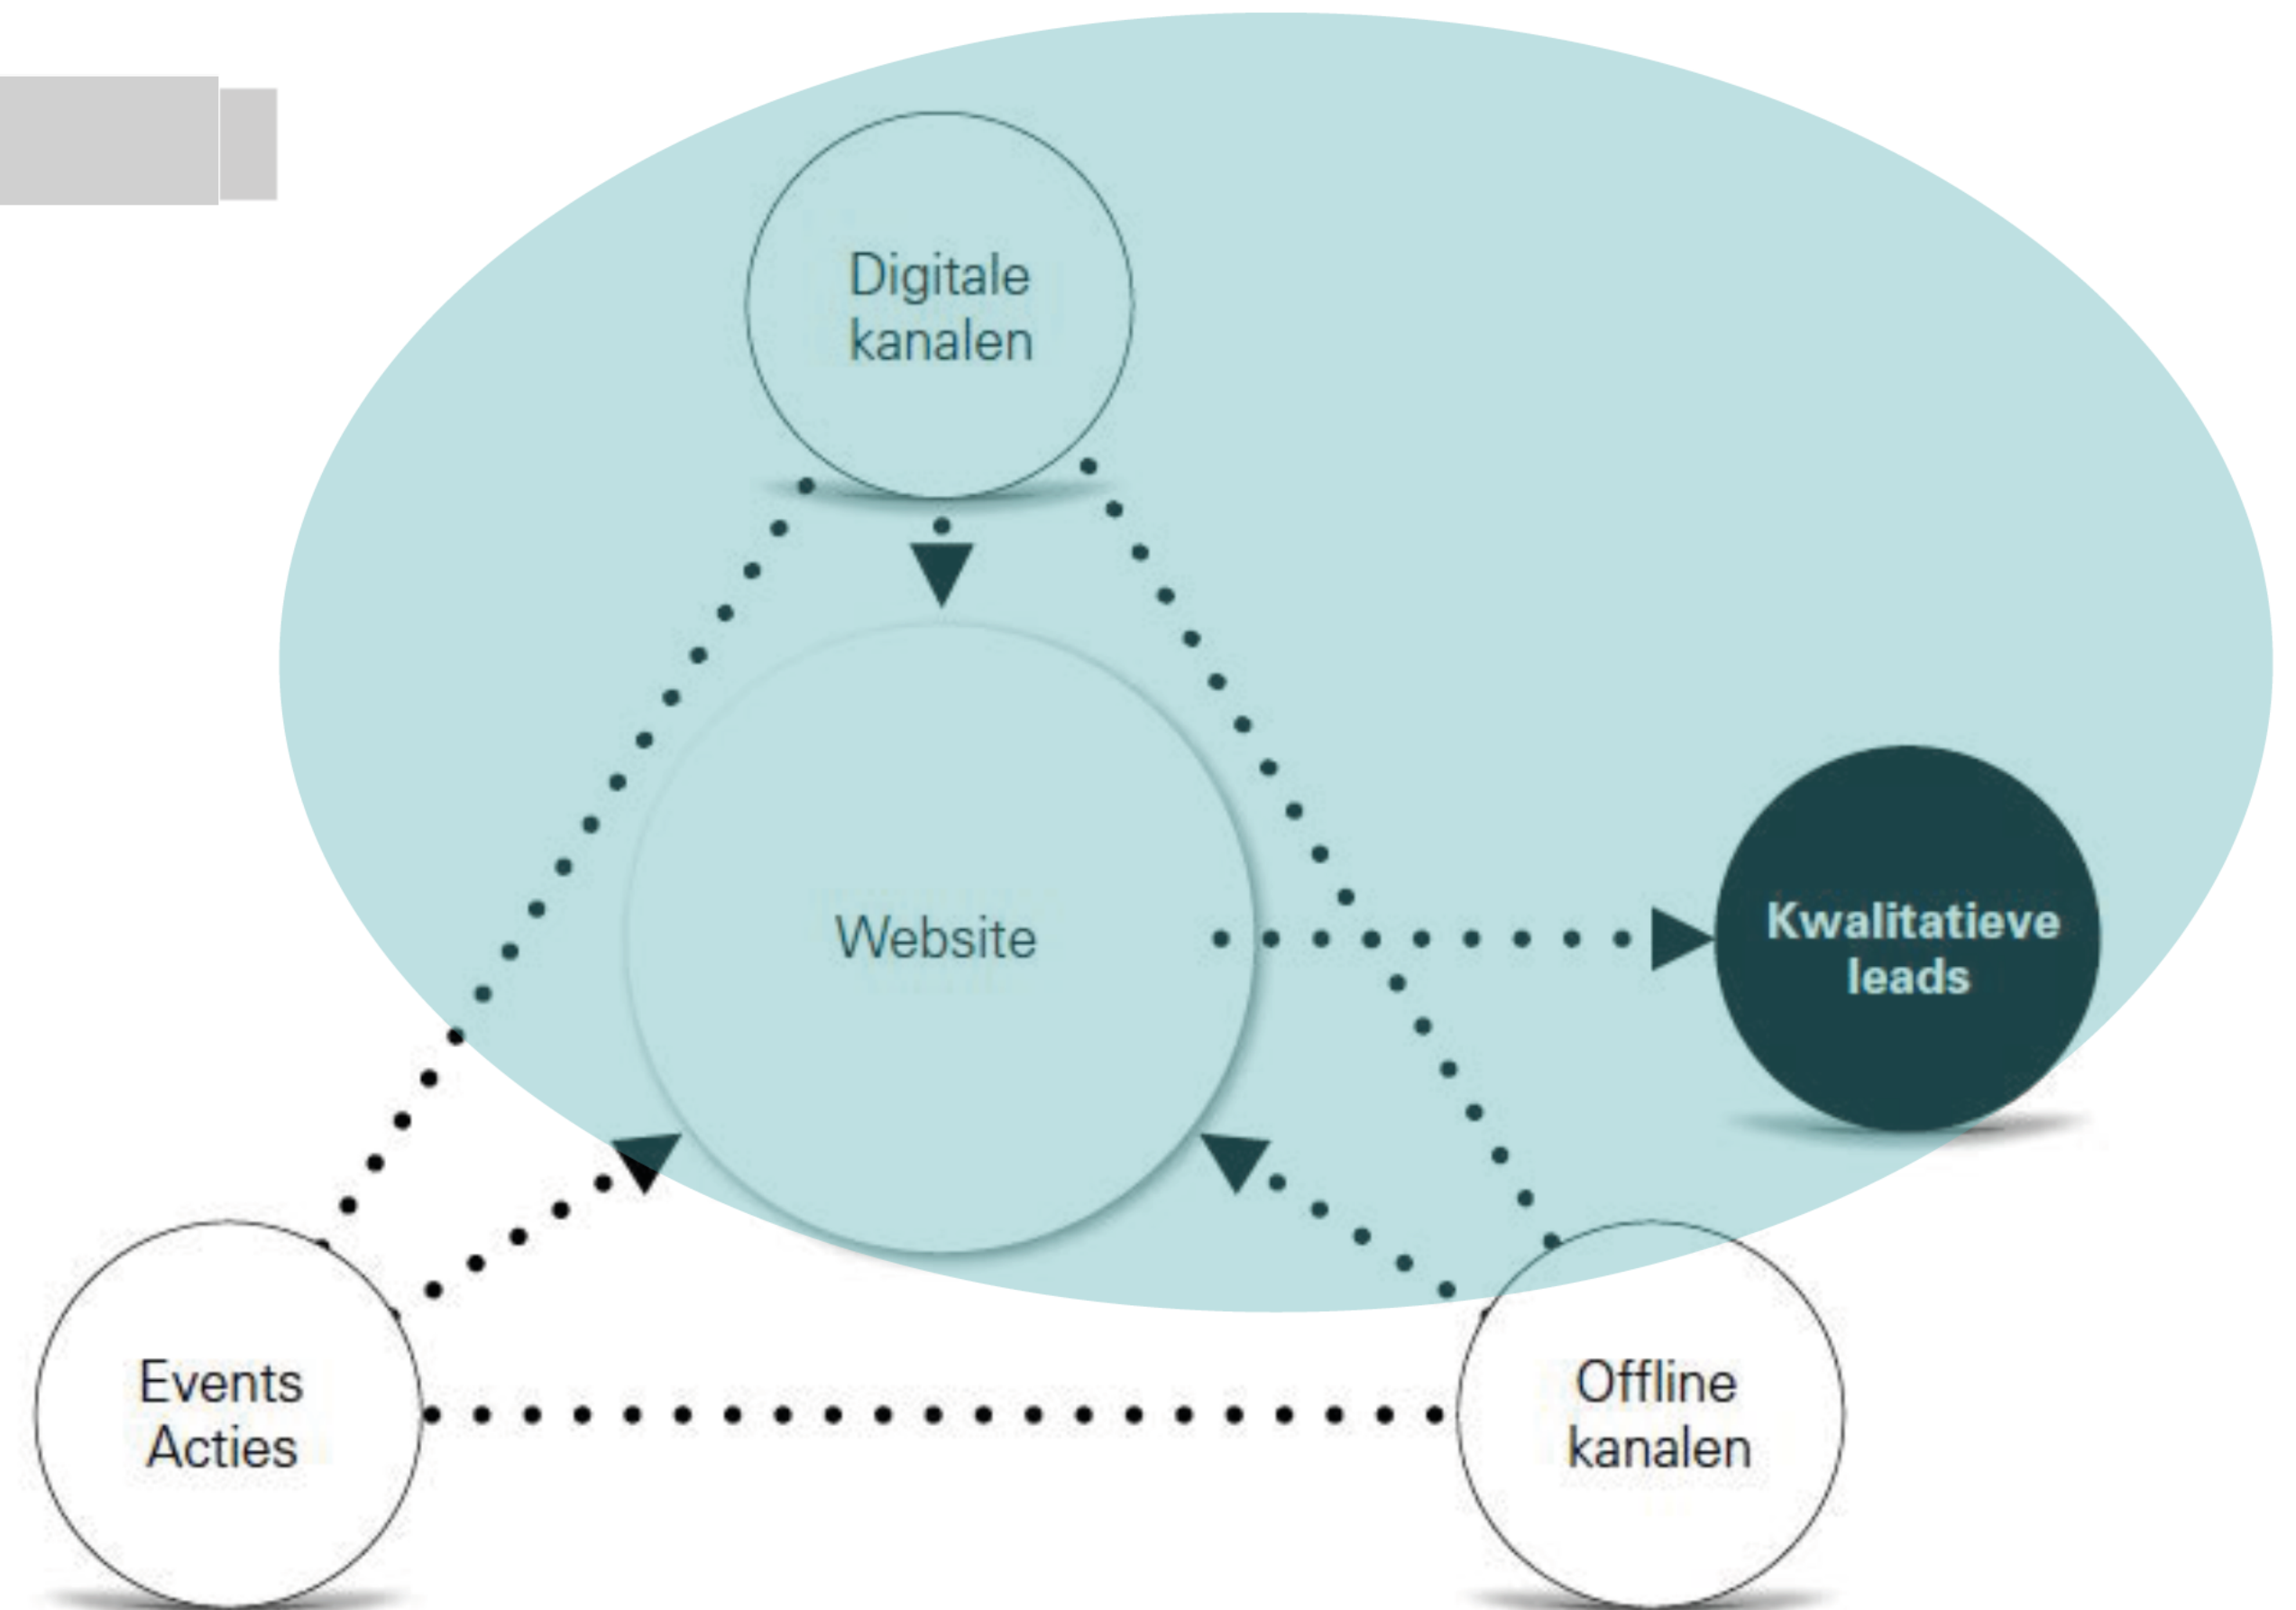 Digitale
kanalen
Website
Kwalitatieve
leads
Events
Acties
Offline
kanalen